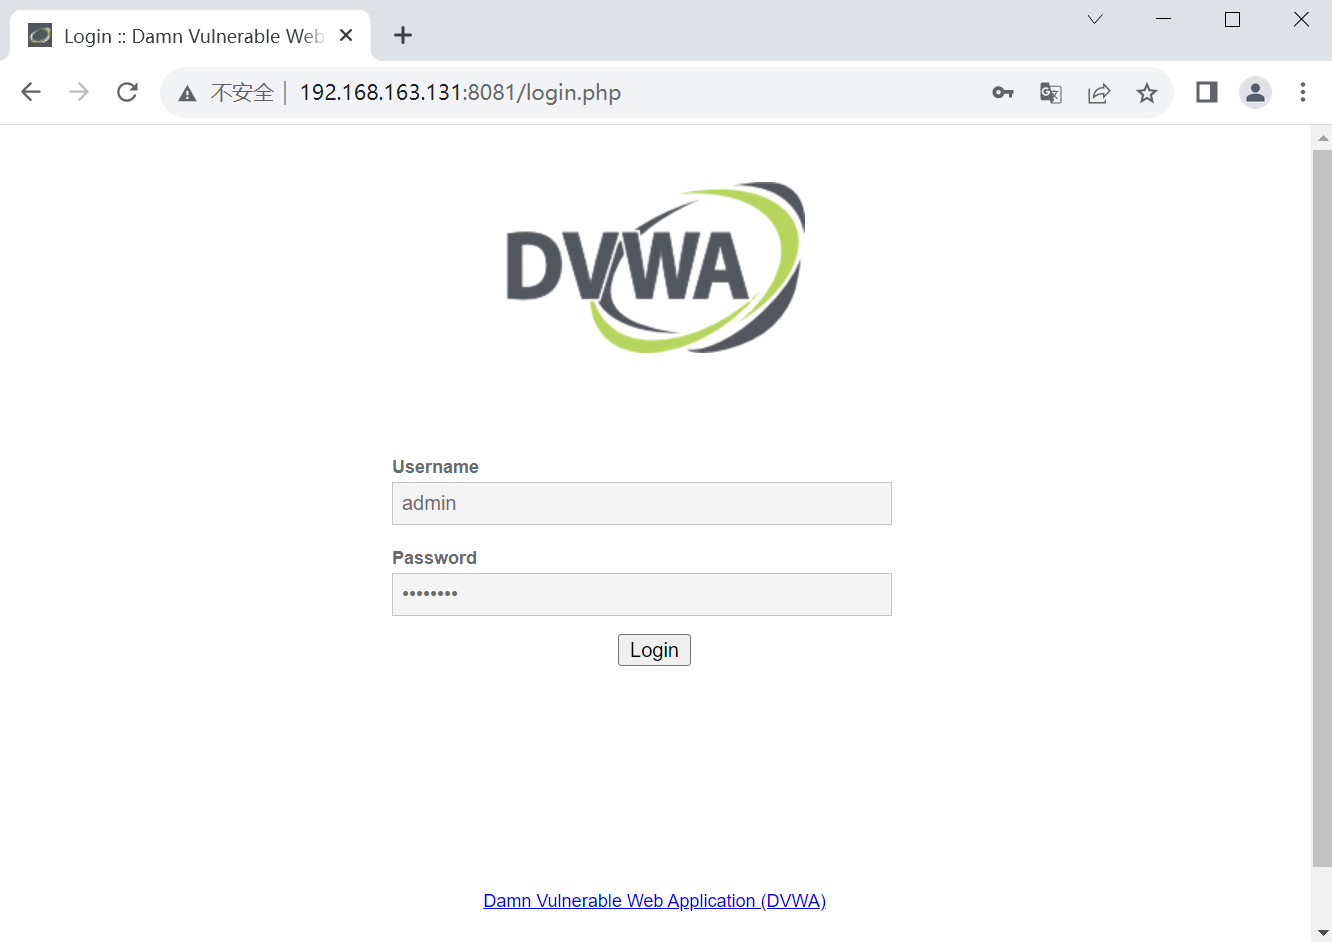 Login :: Damn Vulnerable Web
不安全 192.168.163.131:8081/login.php
DVWA
Username
admin
Password
••••••••
Login
Damn Vulnerable Web Application (DVWA)